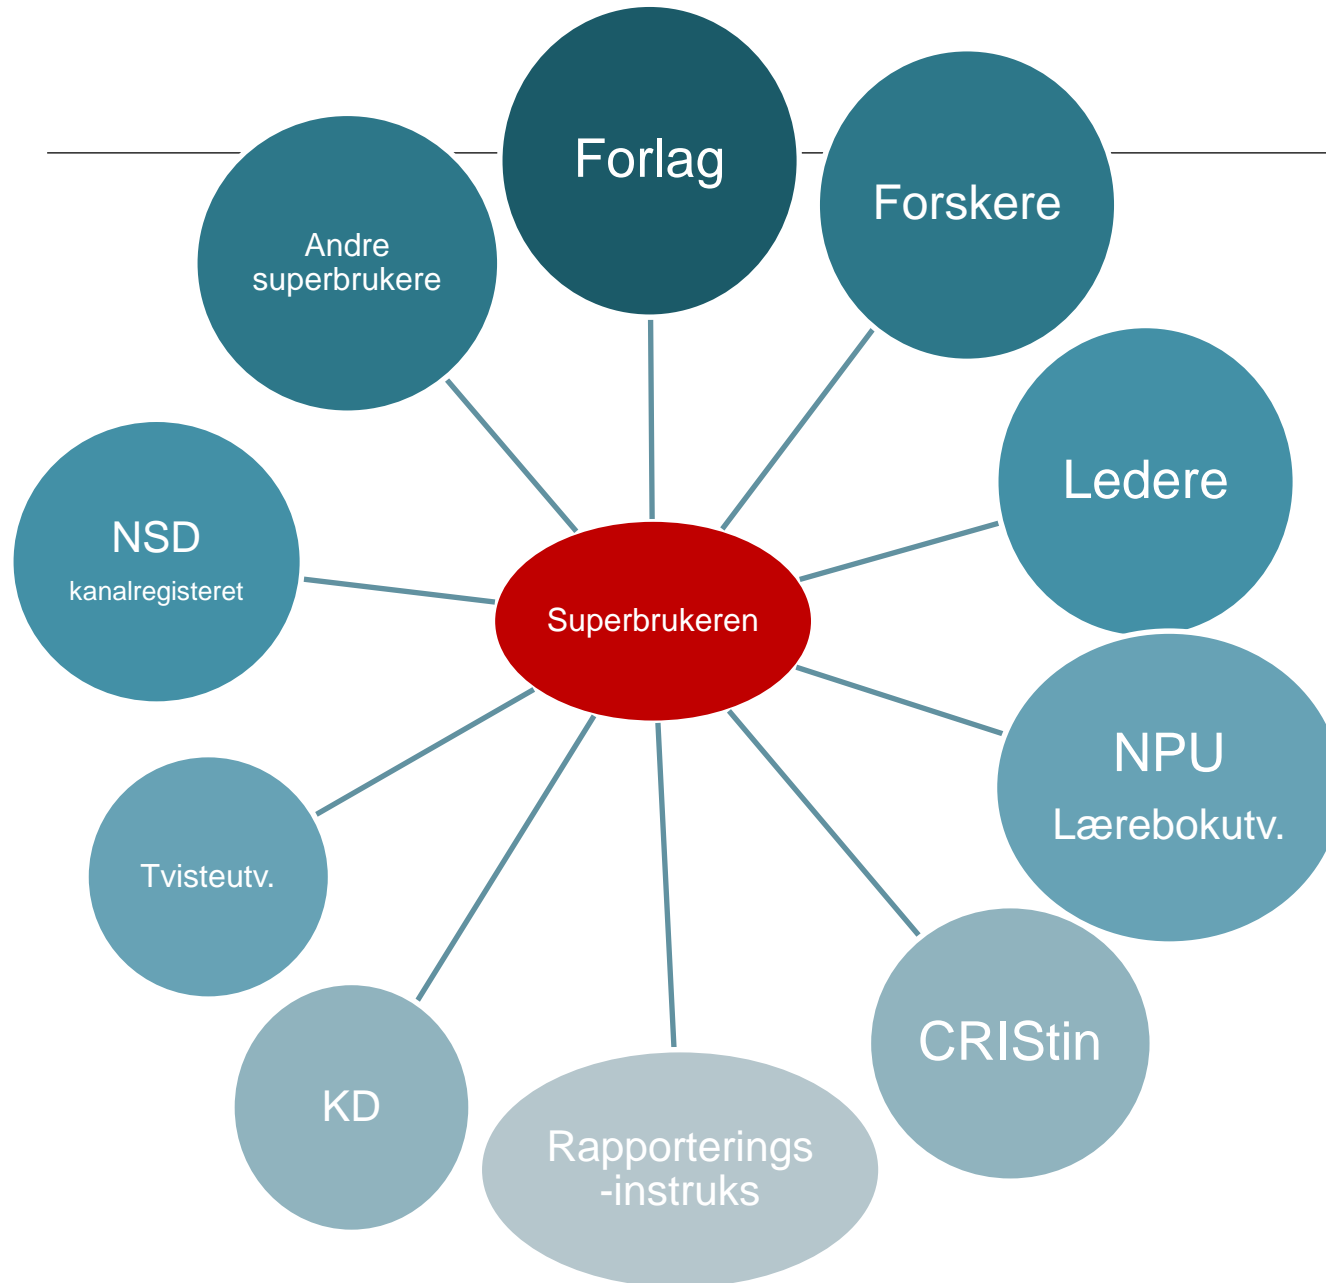 Forlag
Forskere
Andre
superbrukere
Ledere
NSD
kanalregisteret
Superbrukeren
NPU
Lærebokutv.
Tvisteutv.
CRIStin
KD
Rapporterings
-instruks